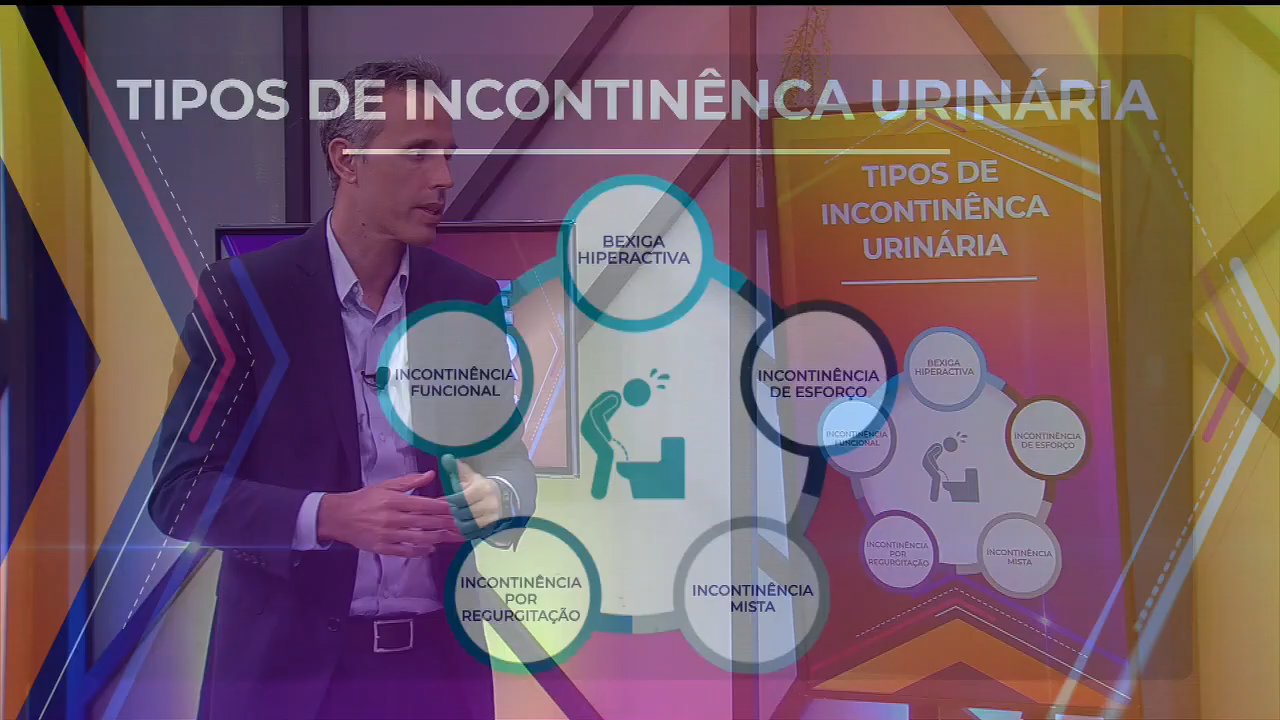 TIPOS DE INCONTINÊNCA URINÁRIA
BEXIGA
HIPERACTIVA
INCONTINÊNCIA
FUNCIONAL
INCONTINÊNCIA
DE ESFORÇO
INCONTINÊNCIA
POR
REGURGITAÇÃO
INCONTINÊNCIA
MISTA
TIPOS DE
INCONTINÊNCA
URINÁRIA
BEXIGA
HIPERACTIVA
INCONTINÊNCIA
FUNCIONAL
INCONTINÊNCIA
DE ESFORÇO
INCONTINÊNCIA
POR
REGURGITAÇÃO
INCONTINÊNCIA
MISTA